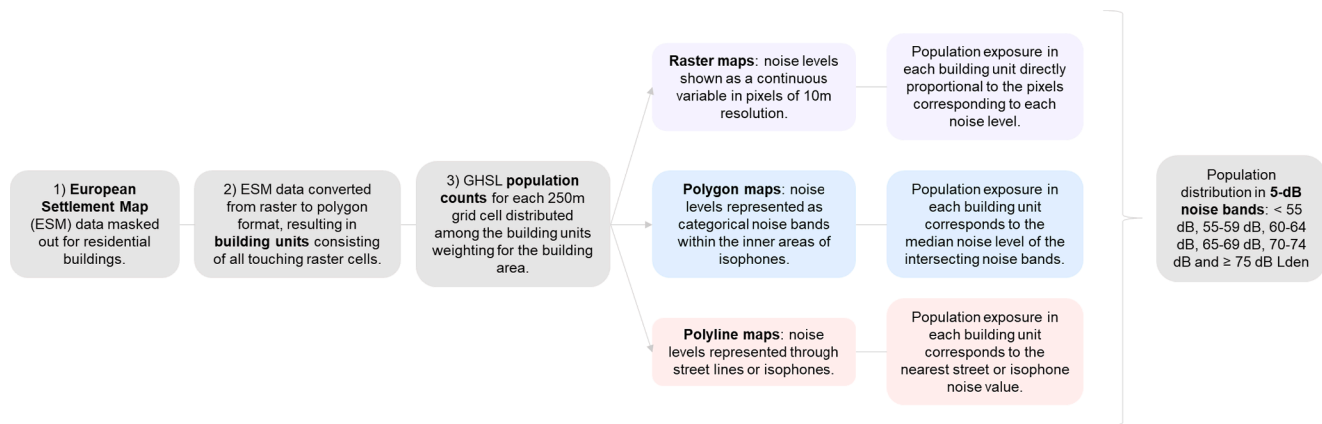 1) European
Settlement Map
(ESM) data masked
out for residential
buildings.
2) ESM data converted
from raster to polygon
format, resulting in
building units consisting
of all touching raster cells.
3) GHSL population
counts for each 250m
grid cell distributed
among the building units
weighting for the building
area.
Raster maps: noise levels
shown as a continuous
variable in pixels of 10m
resolution.
Population exposure in
each building unit directly
proportional to the pixels
corresponding to each
noise level.
Polygon maps: noise
levels represented as
categorical noise bands
within the inner areas of
isophones.
Population exposure in
each building unit
corresponds to the
median noise level of the
intersecting noise bands.
Polyline maps: noise
levels represented through
street lines or isophones.
Population exposure in
each building unit
corresponds to the
nearest street or isophone
noise value.
Population
distribution in 5-dB
noise bands: < 55
dB, 55-59 dB, 60-64
dB, 65-69 dB, 70-74
dB and ≥ 75 dB Lden